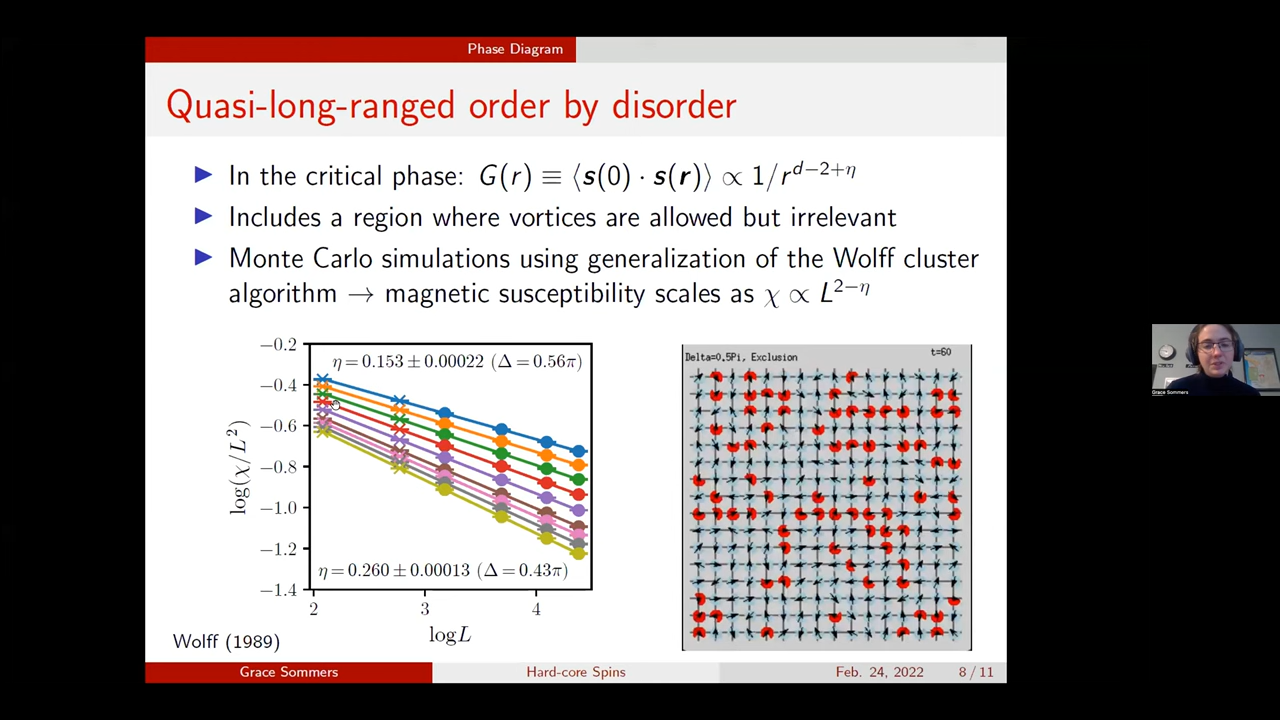 Phase Diagram
Quasi-long-ranged order by disorder
▶ In the critical phase: G(r) ≡ ⟨s(0) · s(r)⟩ ∝ 1/r^{d−2+η}
▶ Includes a region where vortices are allowed but irrelevant
▶ Monte Carlo simulations using generalization of the Wolff cluster
algorithm → magnetic susceptibility scales as χ ∝ L^{2−η}
η = 0.153 ± 0.00022 (Δ = 0.56π)
−0.2
−0.4
−0.6
−0.8
−1.0
−1.2
−1.4
log(χ/L²)
η = 0.260 ± 0.00013 (Δ = 0.43π)
2 3 4
log L
Delta=0.5Pi, Exclusion t=60
Wolff (1989)
Grace Sommers Hard-core Spins Feb. 24, 2022 8 / 11
Grace Sommers